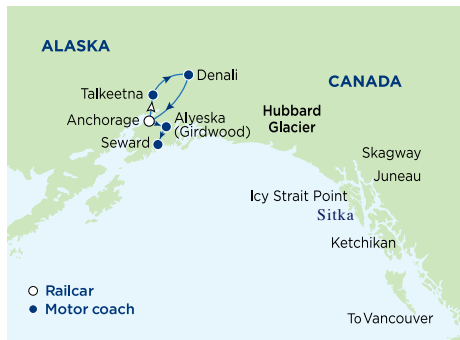 ALASKA
Denali
CANADA
Talkeetna
Anchorage
Alyeska
(Girdwood)
Hubbard
Glacier
Seward
Skagway
Juneau
Icy Strait Point
Sitka
Ketchikan
Railcar
Motor coach
To Vancouver